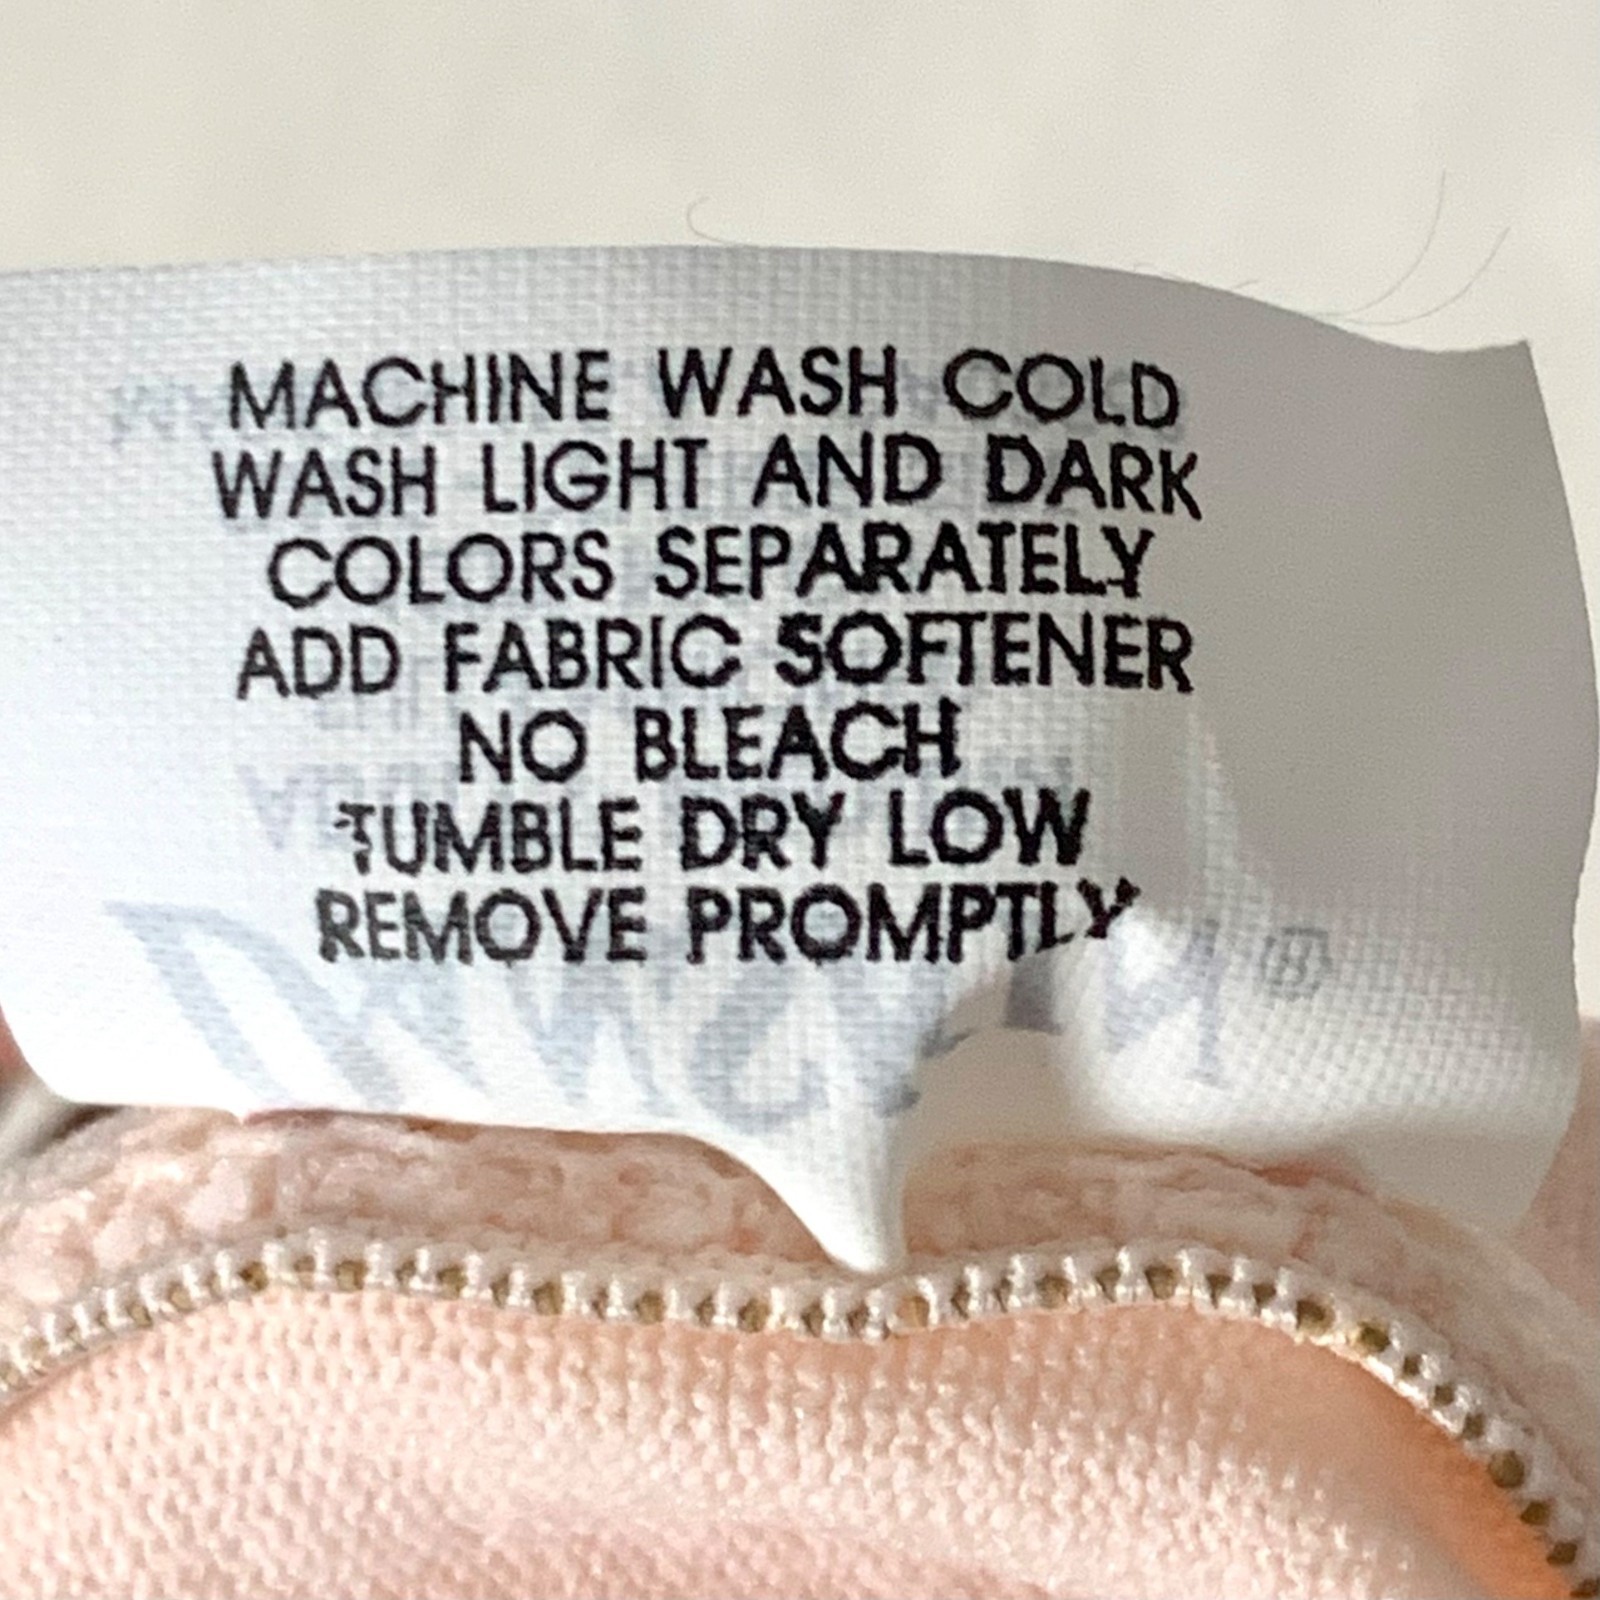 MACHINE WASH COLD
WASH LIGHT AND DARK
COLORS SEPARATELY
ADD FABRIC SOFTENER
NO BLEACH
TUMBLE DRY LOW
REMOVE PROMPTLY
®